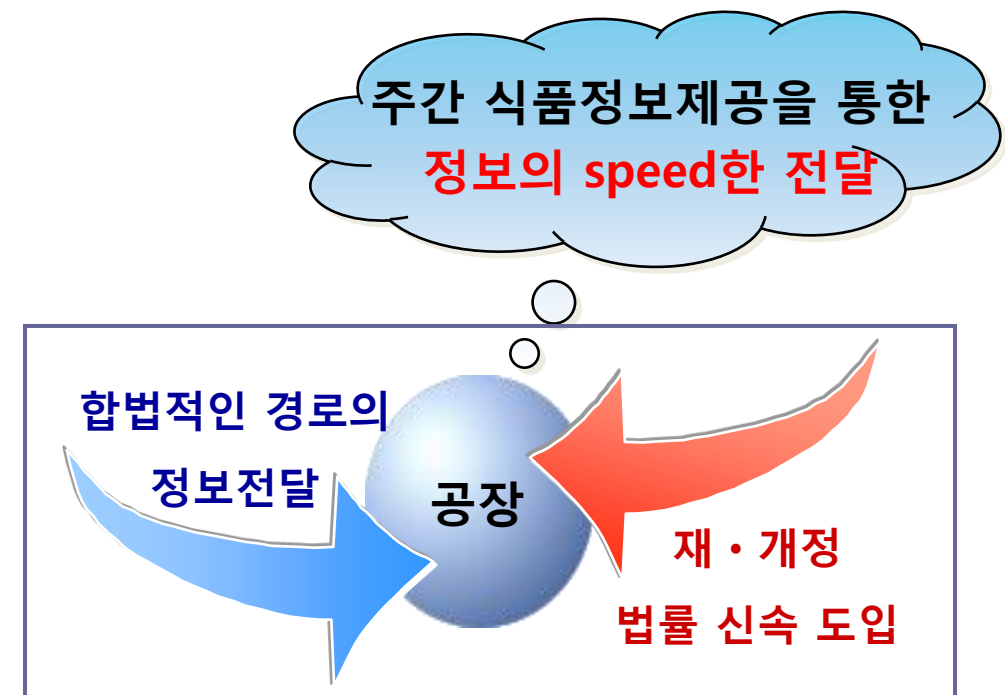 주간 식품정보제공을 통한
정보의 speed한 전달
합법적인 경로의
정보전달
공장
재・개정
법률 신속 도입